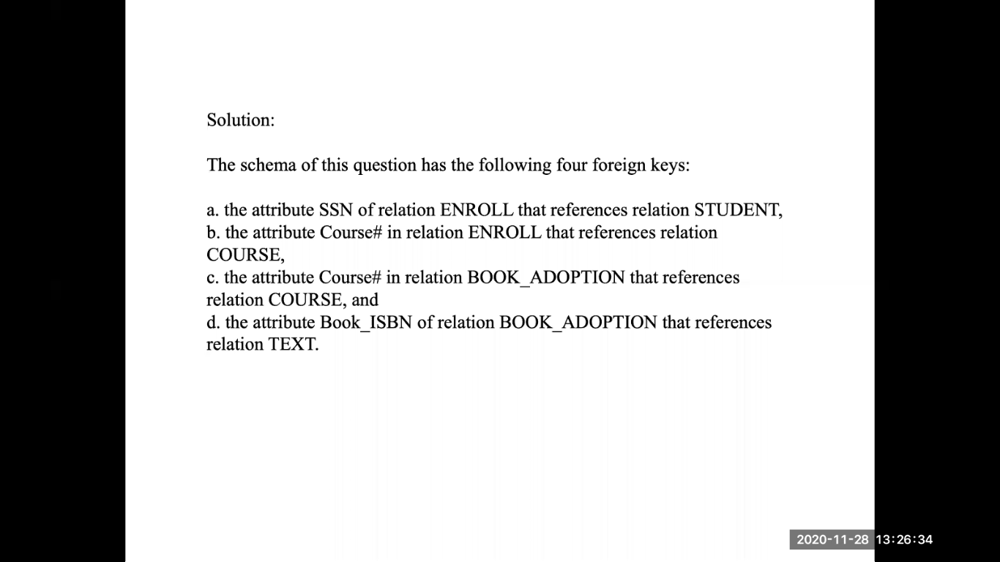 Solution:
The schema of this question has the following four foreign keys:
a. the attribute SSN of relation ENROLL that references relation STUDENT,
b. the attribute Course# in relation ENROLL that references relation
COURSE,
c. the attribute Course# in relation BOOK_ADOPTION that references
relation COURSE, and
d. the attribute Book_ISBN of relation BOOK_ADOPTION that references
relation TEXT.
2020-11-28 13:26:34